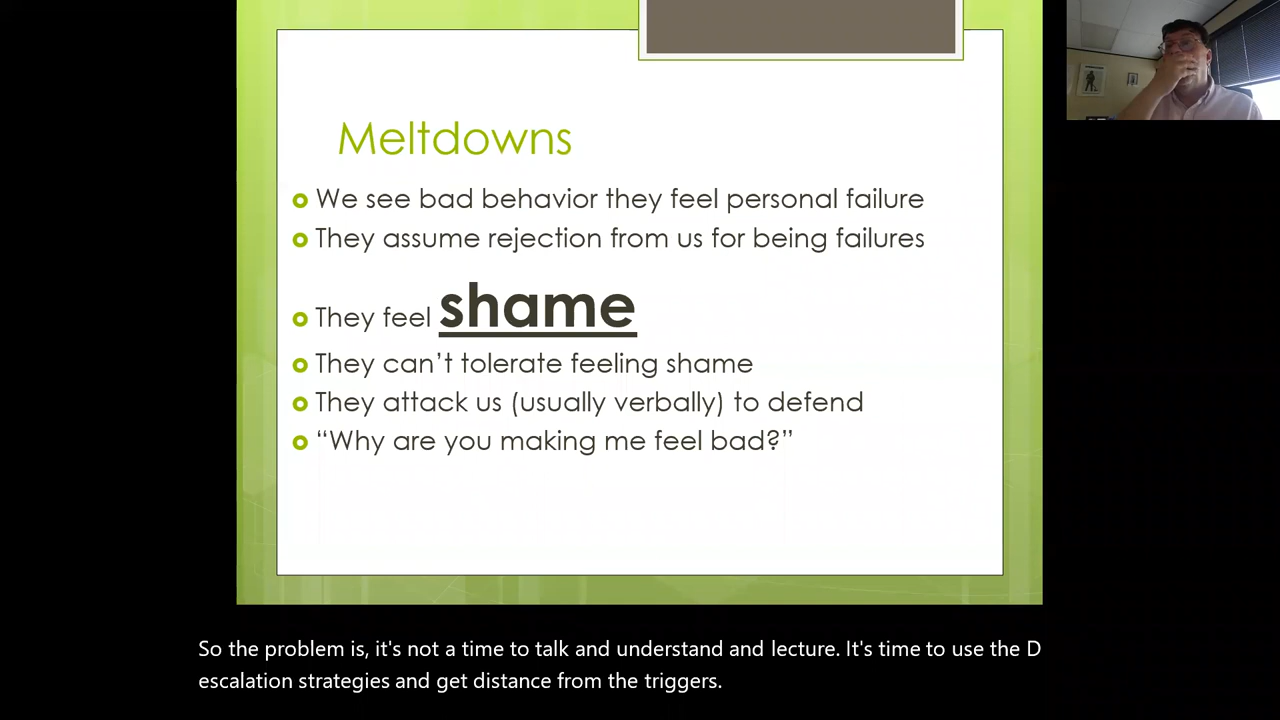 Meltdowns
We see bad behavior they feel personal failure
They assume rejection from us for being failures
They feel shame
They can’t tolerate feeling shame
They attack us (usually verbally) to defend
“Why are you making me feel bad?”
So the problem is, it's not a time to talk and understand and lecture. It's time to use the D
escalation strategies and get distance from the triggers.